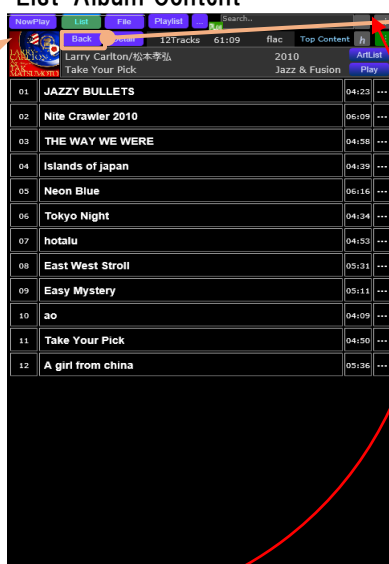 List Album Content
NowPlay List File Playlist ... Search..
Back 12Tracks 61:09 flac Top Content h
Larry Carlton/松本孝弘 2010 ArtList
Take Your Pick Jazz & Fusion Play
01 JAZZY BULLETS 04:23 ...
02 Nite Crawler 2010 06:09 ...
03 THE WAY WE WERE 04:58 ...
04 Islands of japan 04:39 ...
05 Neon Blue 06:16 ...
06 Tokyo Night 04:34 ...
07 hotalu 04:53 ...
08 East West Stroll 05:31 ...
09 Easy Mystery 05:11 ...
10 ao 04:09 ...
11 Take Your Pick 04:50 ...
12 A girl from china 05:36 ...